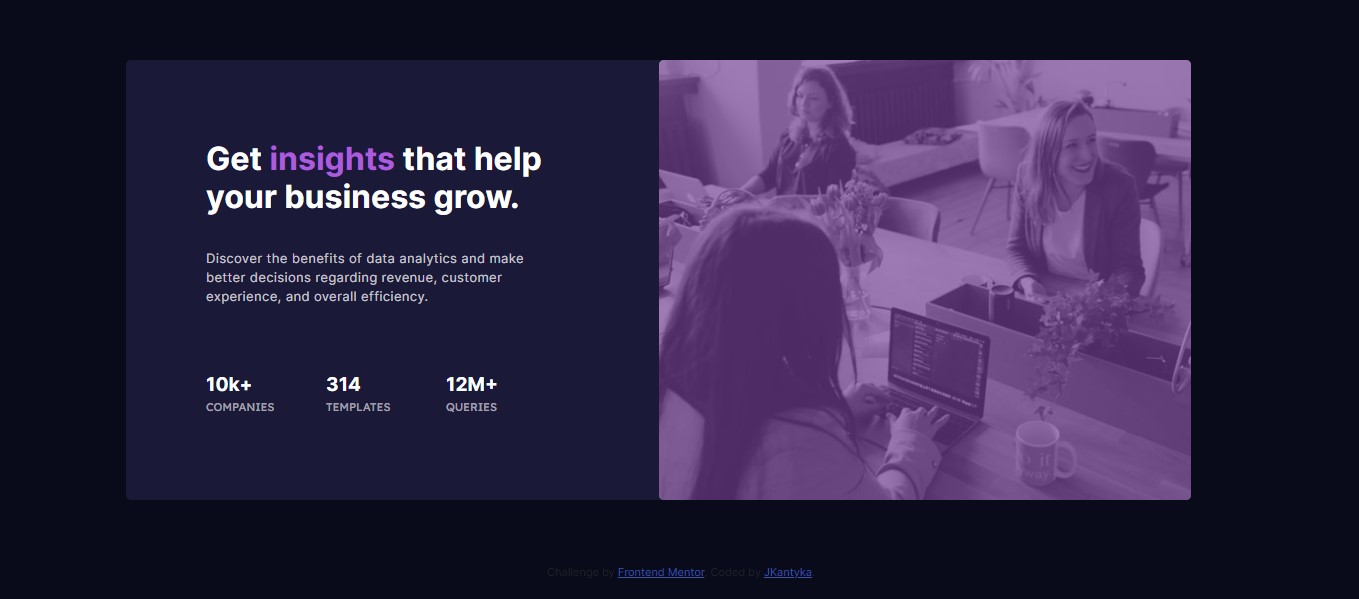 Get insights that help
your business grow.
Discover the benefits of data analytics and make
better decisions regarding revenue, customer
experience, and overall efficiency.
10k+ 314 12M+
COMPANIES TEMPLATES QUERIES
Challenge by Frontend Mentor. Coded by JKantyka.